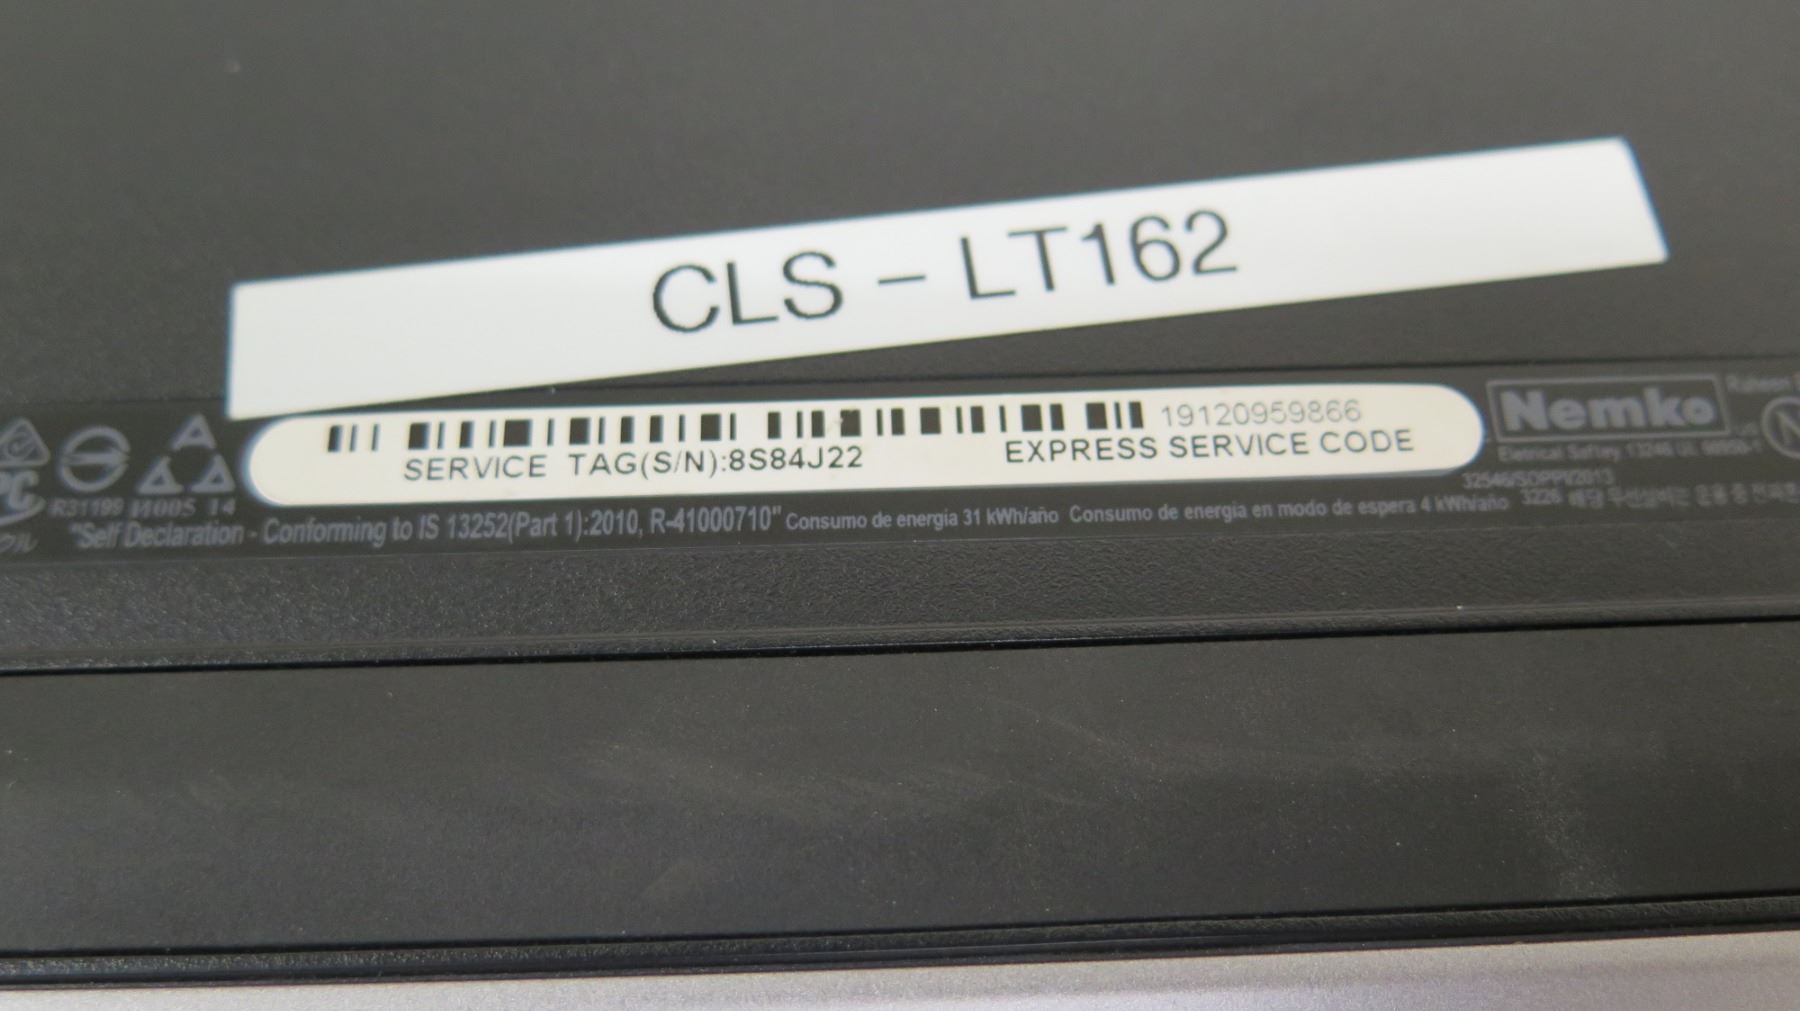 CLS – LT162
19120959866
SERVICE TAG(S/N):8S84J22
EXPRESS SERVICE CODE
Nemko
R31199
14
"Self Declaration - Conforming to IS 13252(Part 1):2010, R-41000710" Consumo de energía 31 kWh/año Consumo de energía en modo de espera 4 kWh/año